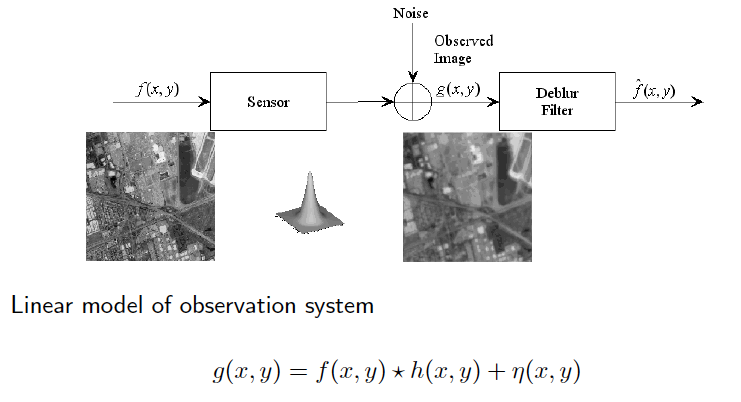 Noise
Observed
Image
f(x, y)
Sensor
g(x, y)
Deblur
Filter
f̂(x, y)
Linear model of observation system
g(x, y) = f(x, y) ⋆ h(x, y) + η(x, y)